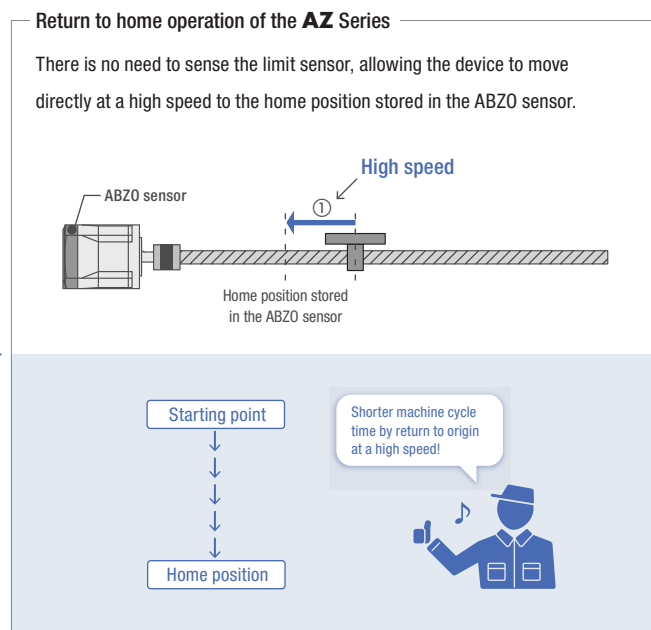 Return to home operation of the AZ Series
There is no need to sense the limit sensor, allowing the device to move
directly at a high speed to the home position stored in the ABZO sensor.
High speed
ABZO sensor
①
Home position stored
in the ABZO sensor
Starting point
Shorter machine cycle
time by return to origin
at a high speed!
Home position